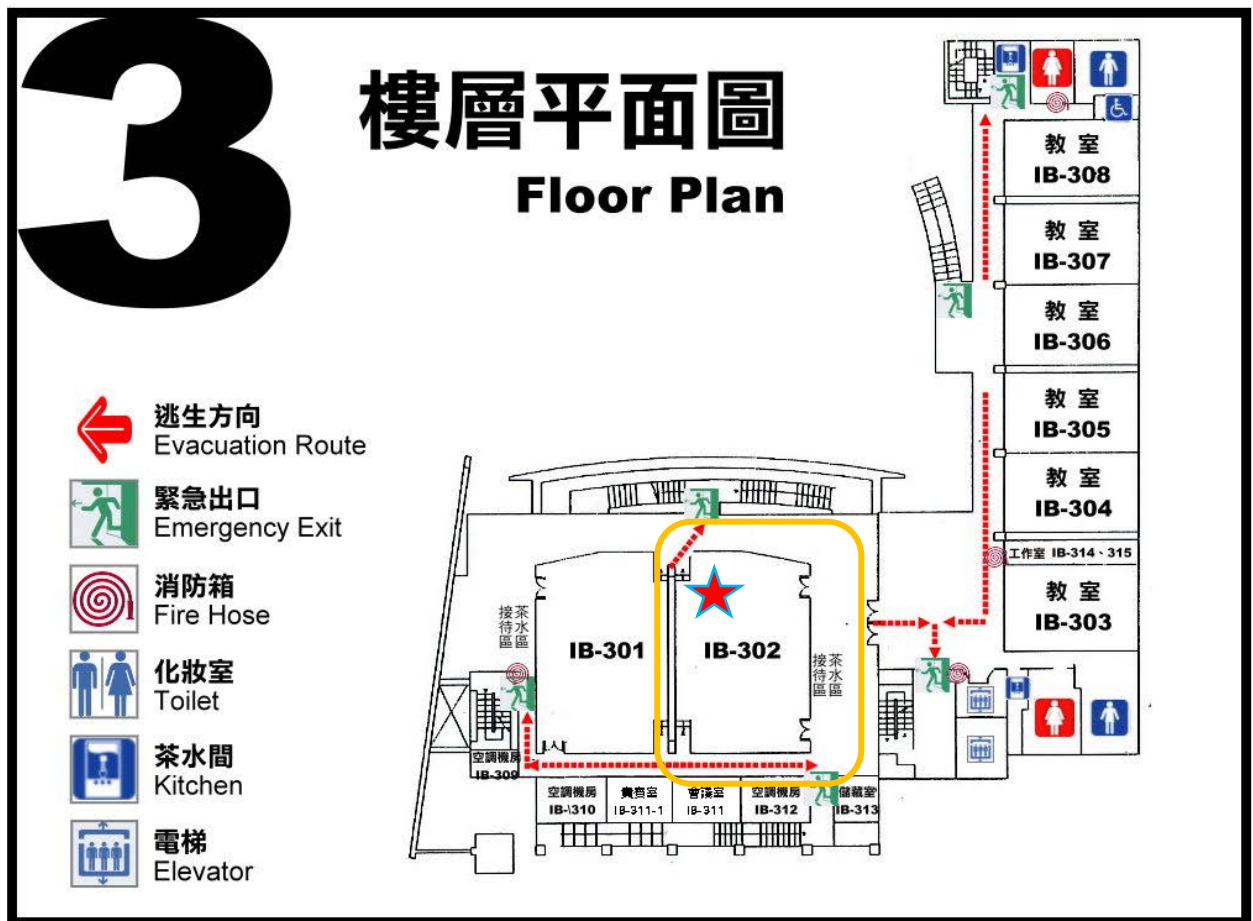 3
樓層平面圖
Floor Plan
逃生方向
Evacuation Route
緊急出口
Emergency Exit
消防箱
Fire Hose
化妝室
Toilet
茶水間
Kitchen
電梯
Elevator
教室
IB-308
教室
IB-307
教室
IB-306
教室
IB-305
教室
IB-304
工作室 IB-314、315
教室
IB-303
茶水區
接待區
IB-301
IB-302
茶水區
接待區
空調機房
IB-309
空調機房
IB-\310
貴賓室
IB-311-1
會議室
IB-311
空調機房
IB-312
儲藏室
IB-313